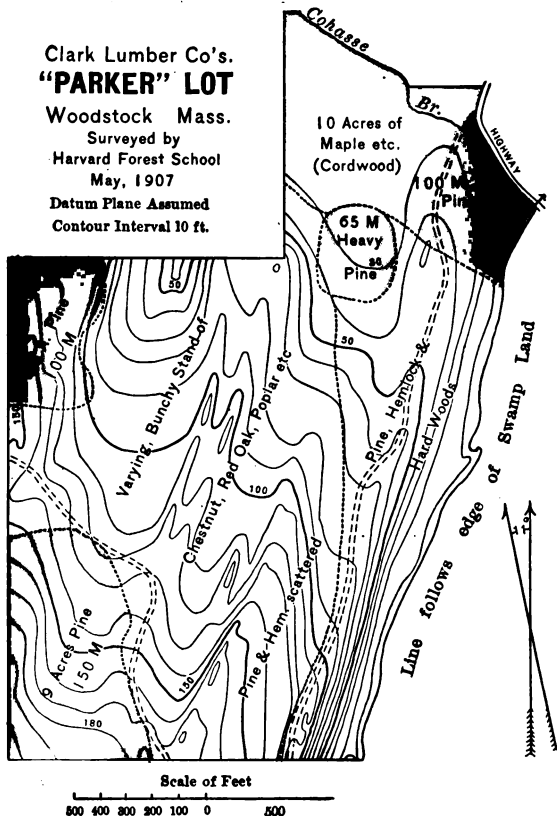 Clark Lumber Co's.
"PARKER" LOT
Woodstock Mass.
Surveyed by
Harvard Forest School
May, 1907
Datum Plane Assumed
Contour Interval 10 ft.
Cohasse
Br.
HIGHWAY
10 Acres of
Maple etc.
(Cordwood)
100 M
Pine
65 M
Heavy
Pine
50
50
Pine
00 M
150
Varying, Bunchy Stand of
Chestnut, Red Oak, Poplar etc
100
Pine, Hemlock &
Hard Woods
Line follows edge of Swamp Land
17°
Pine & Hem. scattered
9 Acres Pine
150 M
150
180
Scale of Feet
500 400 300 200 100 0 500